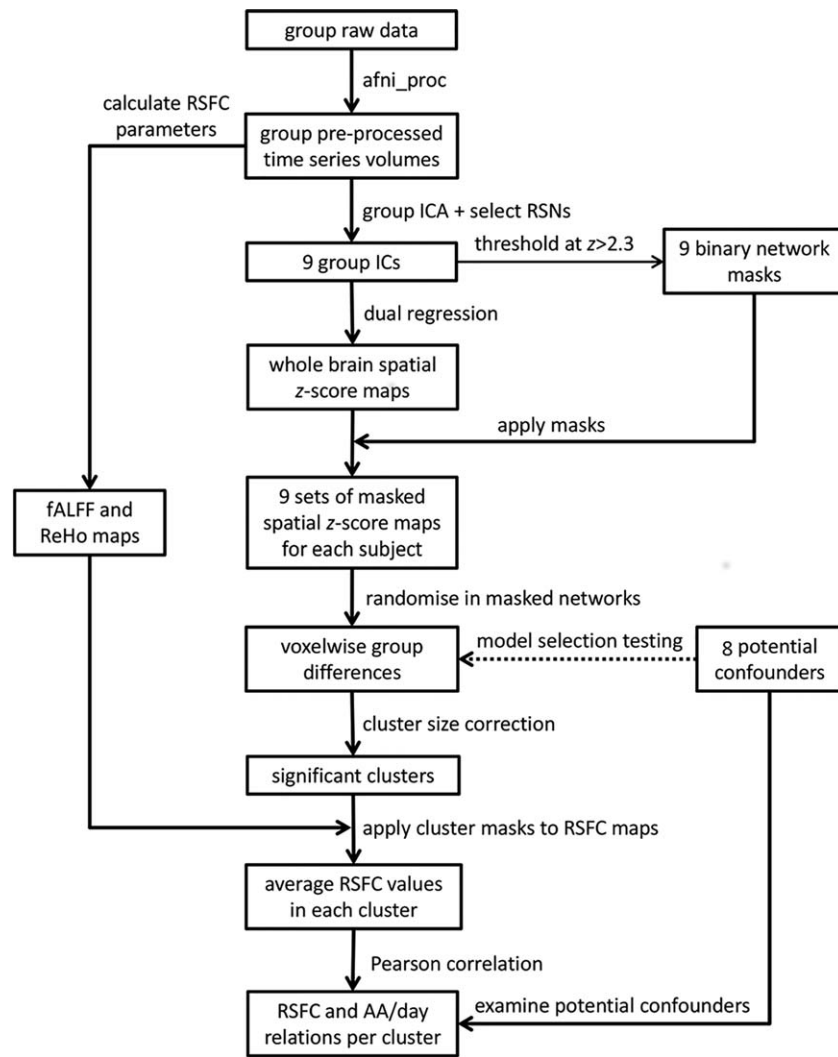 group raw data
afni_proc
calculate RSFC
parameters
group pre-processed
time series volumes
group ICA + select RSNs
threshold at z>2.3
9 group ICs
9 binary network
masks
dual regression
whole brain spatial
z-score maps
apply masks
9 sets of masked
spatial z-score maps
for each subject
fALFF and
ReHo maps
randomise in masked networks
voxelwise group
differences
model selection testing
8 potential
confounders
cluster size correction
significant clusters
apply cluster masks to RSFC maps
average RSFC values
in each cluster
Pearson correlation
RSFC and AA/day
relations per cluster
examine potential confounders